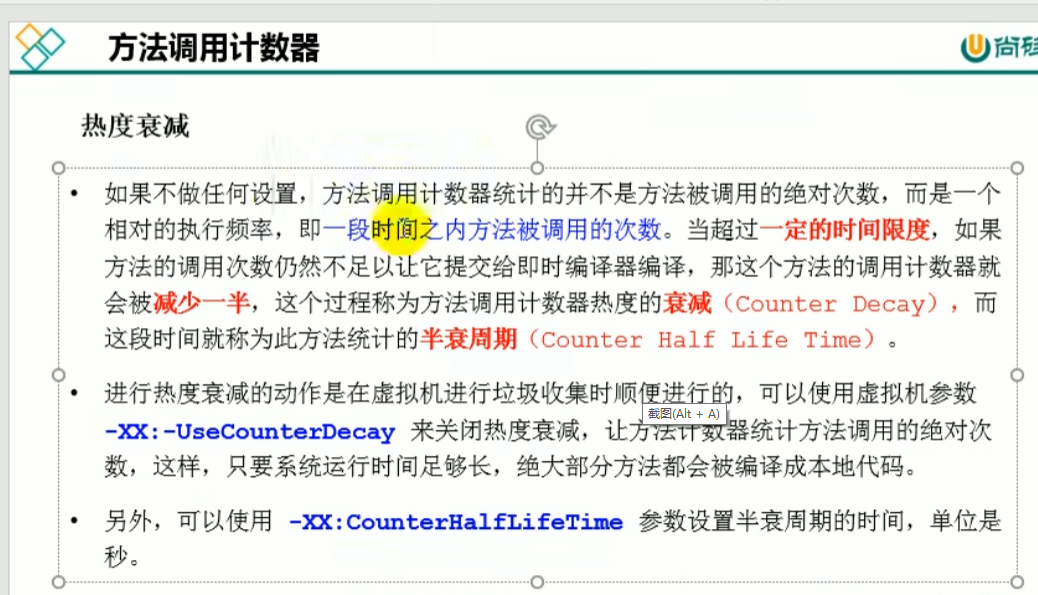 方法调用计数器
尚硅
热度衰减
• 如果不做任何设置，方法调用计数器统计的并不是方法被调用的绝对次数，而是一个
相对的执行频率，即一段时间之内方法被调用的次数。当超过一定的时间限度，如果
方法的调用次数仍然不足以让它提交给即时编译器编译，那这个方法的调用计数器就
会被减少一半，这个过程称为方法调用计数器热度的衰减（Counter Decay），而
这段时间就称为此方法统计的半衰周期（Counter Half Life Time）。
• 进行热度衰减的动作是在虚拟机进行垃圾收集时顺便进行的，可以使用虚拟机参数
截图(Alt + A)
-XX:-UseCounterDecay 来关闭热度衰减，让方法计数器统计方法调用的绝对次
数，这样，只要系统运行时间足够长，绝大部分方法都会被编译成本地代码。
• 另外，可以使用 -XX:CounterHalfLifeTime 参数设置半衰周期的时间，单位是
秒。